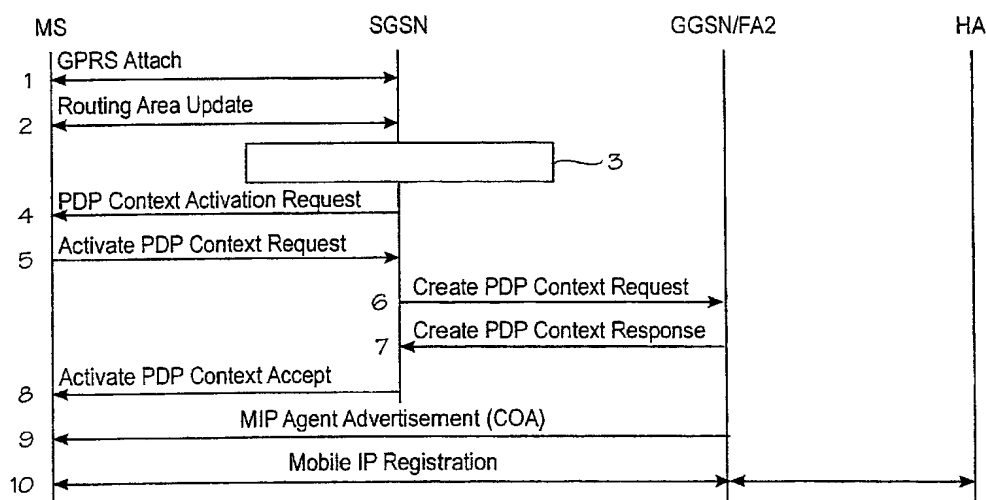 MS SGSN GGSN/FA2 HA
1 GPRS Attach
2 Routing Area Update
3
4 PDP Context Activation Request
5 Activate PDP Context Request
6 Create PDP Context Request
7 Create PDP Context Response
8 Activate PDP Context Accept
9 MIP Agent Advertisement (COA)
10 Mobile IP Registration